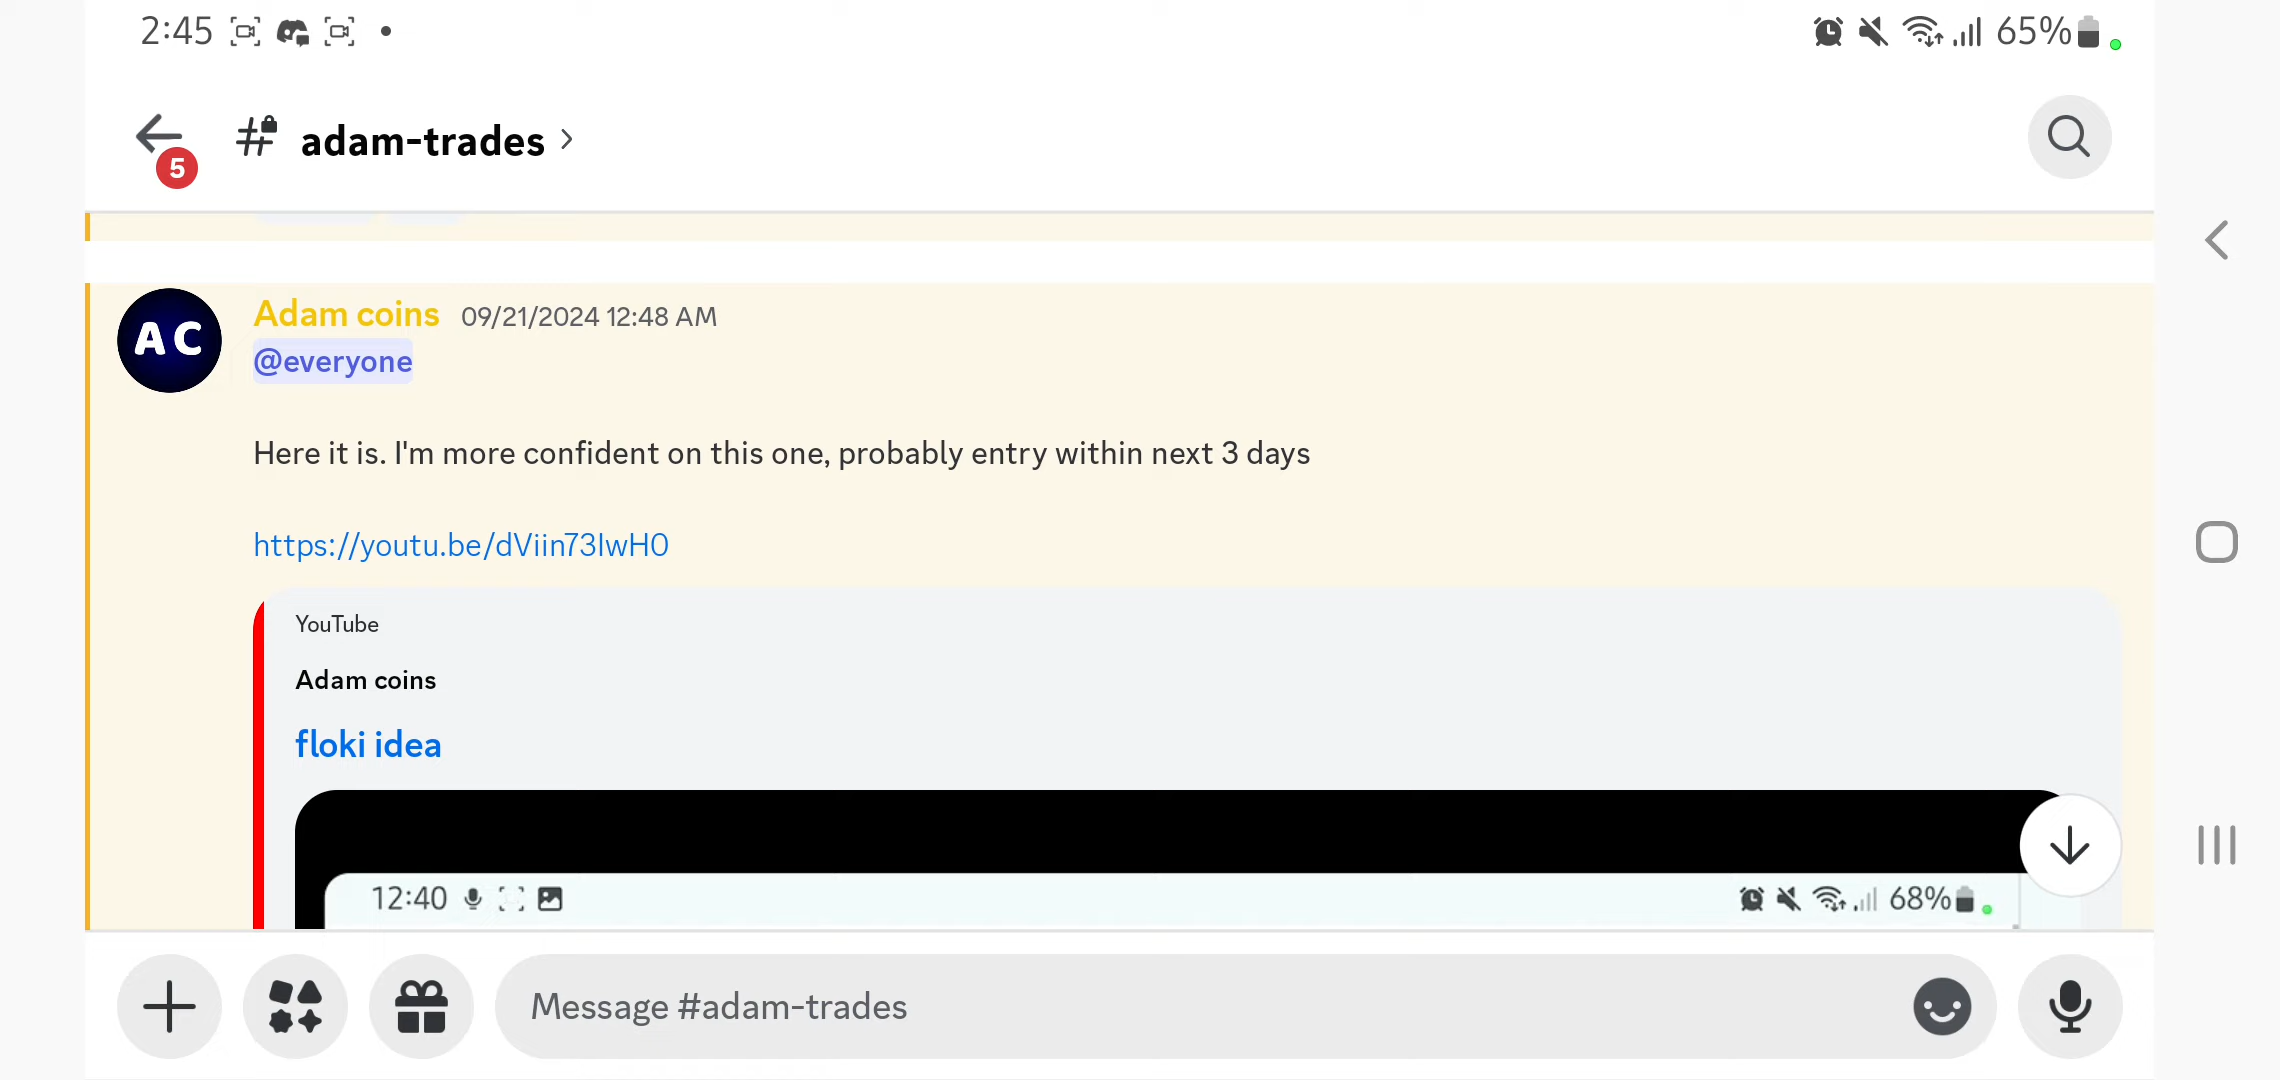 2:45
65%
5
adam-trades
AC
Adam coins 09/21/2024 12:48 AM
@everyone
Here it is. I'm more confident on this one, probably entry within next 3 days
https://youtu.be/dViin73lwH0
YouTube
Adam coins
floki idea
12:40
68%
Message #adam-trades